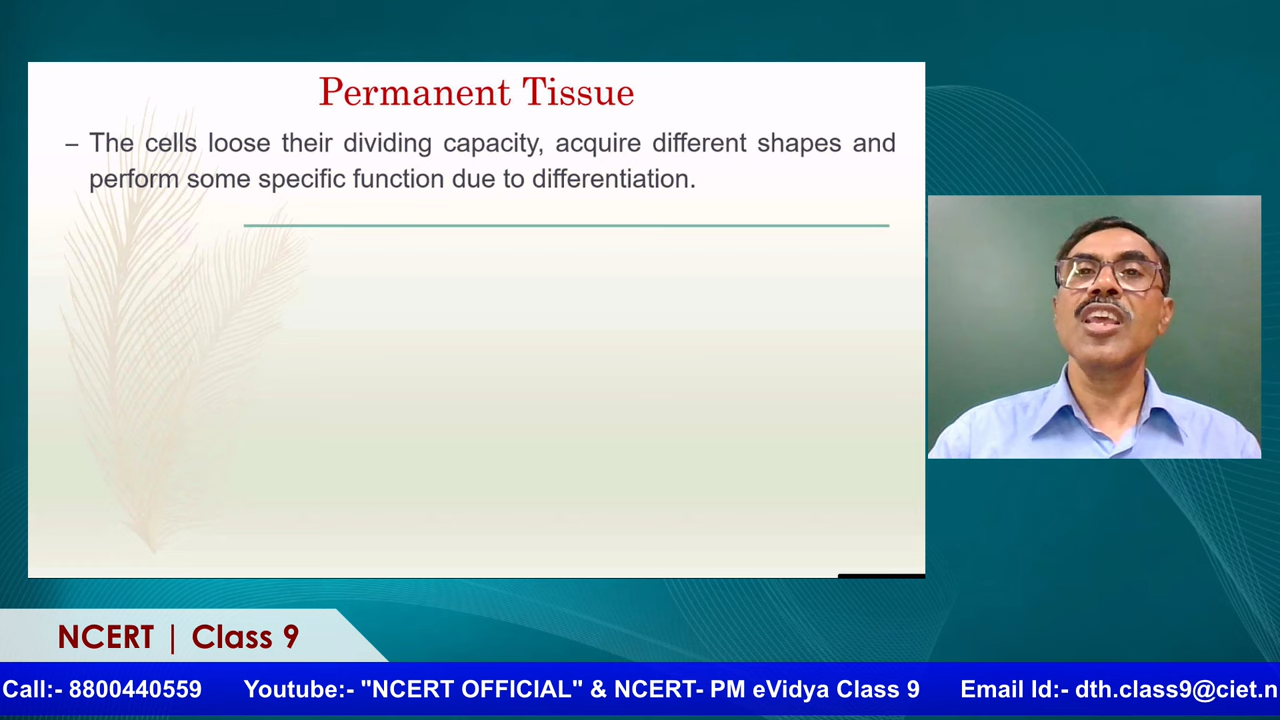 Permanent Tissue
– The cells loose their dividing capacity, acquire different shapes and
perform some specific function due to differentiation.
NCERT | Class 9
Call:- 8800440559 Youtube:- "NCERT OFFICIAL" & NCERT- PM eVidya Class 9 Email Id:- dth.class9@ciet.n